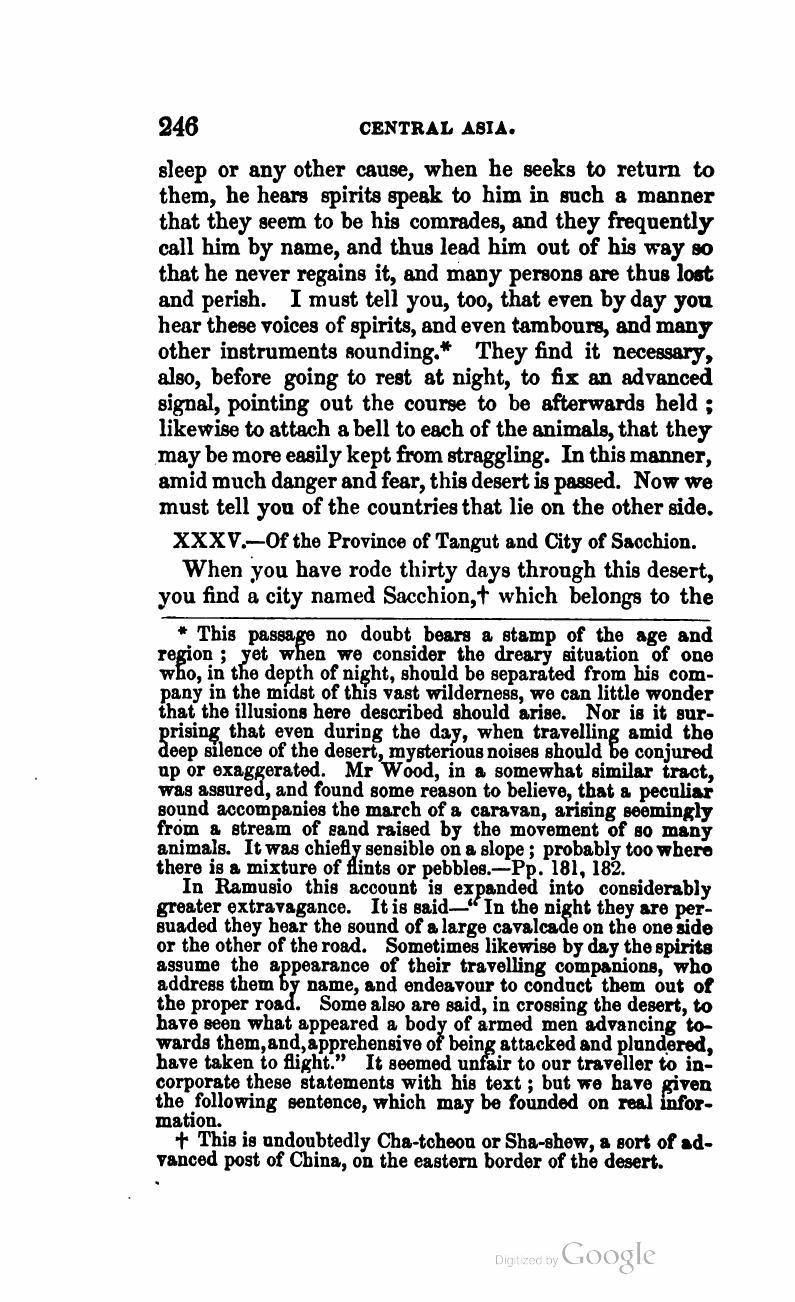 246 CENTRAL ASIA.
sleep or any other cause, when he seeks to return to
them, he hears spirits speak to him in such a manner
that they seem to be his comrades, and they frequently
call him by name, and thus lead him out of his way so
that he never regains it, and many persons are thus lost
and perish. I must tell you, too, that even by day you
hear these voices of spirits, and even tambours, and many
other instruments sounding.* They find it necessary,
also, before going to rest at night, to fix an advanced
signal, pointing out the course to be afterwards held ;
likewise to attach a bell to each of the animals, that they
may be more easily kept from straggling. In this manner,
amid much danger and fear, this desert is passed. Now we
must tell you of the countries that lie on the other side.
XXXV.—Of the Province of Tangut and City of Sacchion.
When you have rode thirty days through this desert,
you find a city named Sacchion,† which belongs to the
* This passage no doubt bears a stamp of the age and
region ; yet when we consider the dreary situation of one
who, in the depth of night, should be separated from his com-
pany in the midst of this vast wilderness, we can little wonder
that the illusions here described should arise. Nor is it sur-
prising that even during the day, when travelling amid the
deep silence of the desert, mysterious noises should be conjured
up or exaggerated. Mr Wood, in a somewhat similar tract,
was assured, and found some reason to believe, that a peculiar
sound accompanies the march of a caravan, arising seemingly
from a stream of sand raised by the movement of so many
animals. It was chiefly sensible on a slope ; probably too where
there is a mixture of flints or pebbles.—Pp. 181, 182.
In Ramusio this account is expanded into considerably
greater extravagance. It is said—“ In the night they are per-
suaded they hear the sound of a large cavalcade on the one side
or the other of the road. Sometimes likewise by day the spirits
assume the appearance of their travelling companions, who
address them by name, and endeavour to conduct them out of
the proper road. Some also are said, in crossing the desert, to
have seen what appeared a body of armed men advancing to-
wards them, and, apprehensive of being attacked and plundered,
have taken to flight.” It seemed unfair to our traveller to in-
corporate these statements with his text ; but we have given
the following sentence, which may be founded on real infor-
mation.
† This is undoubtedly Cha-tcheou or Sha-shew, a sort of ad-
vanced post of China, on the eastern border of the desert.
Digitized by Google